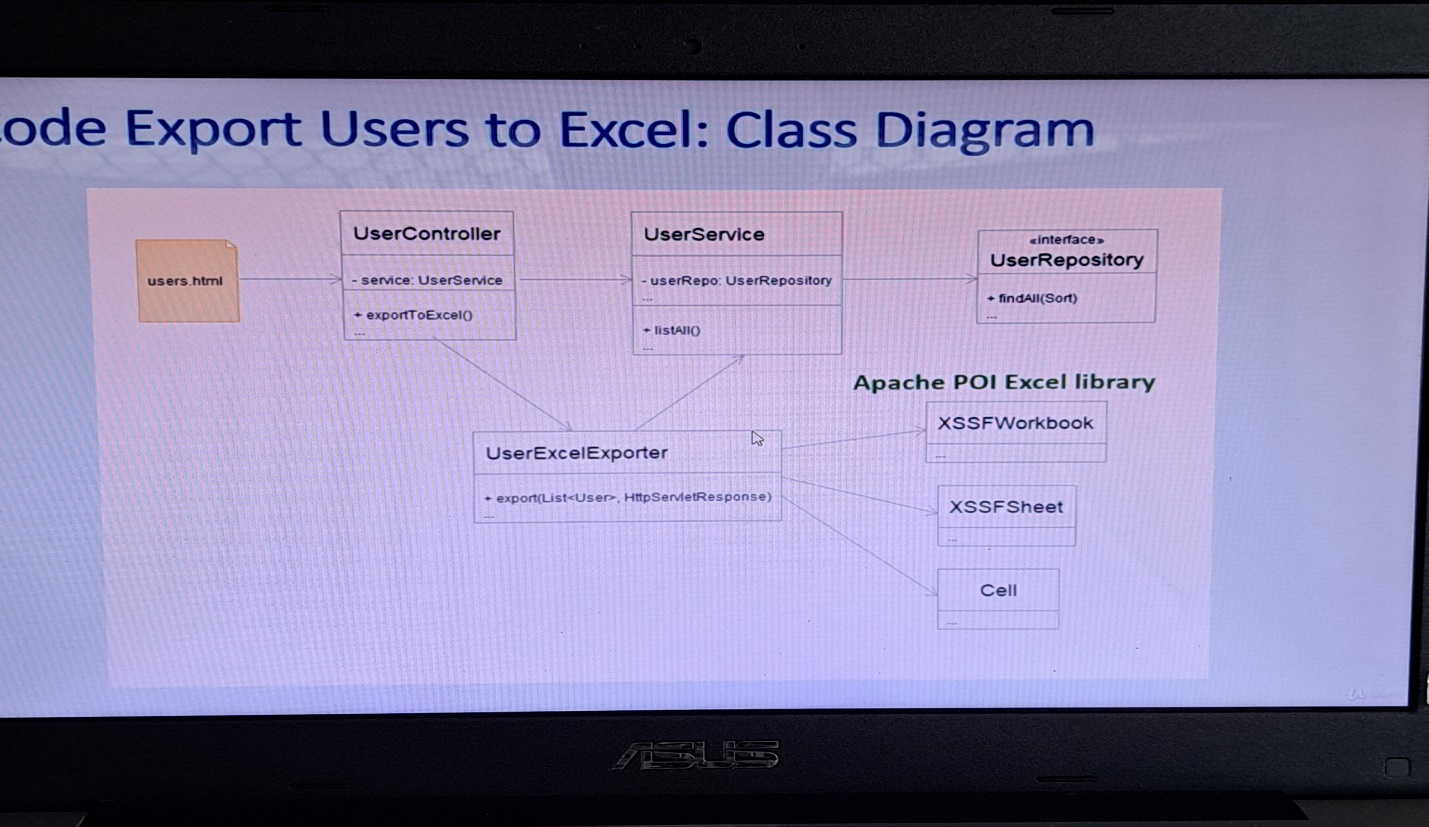 ode Export Users to Excel: Class Diagram
users.html
UserController
- service: UserService
+ exportToExcel()
...
UserService
- userRepo: UserRepository
...
+ listAll()
...
«interface»
UserRepository
+ findAll(Sort)
...
Apache POI Excel library
UserExcelExporter
+ export(List<User>, HttpServletResponse)
...
XSSFWorkbook
...
XSSFSheet
...
Cell
...
ASUS